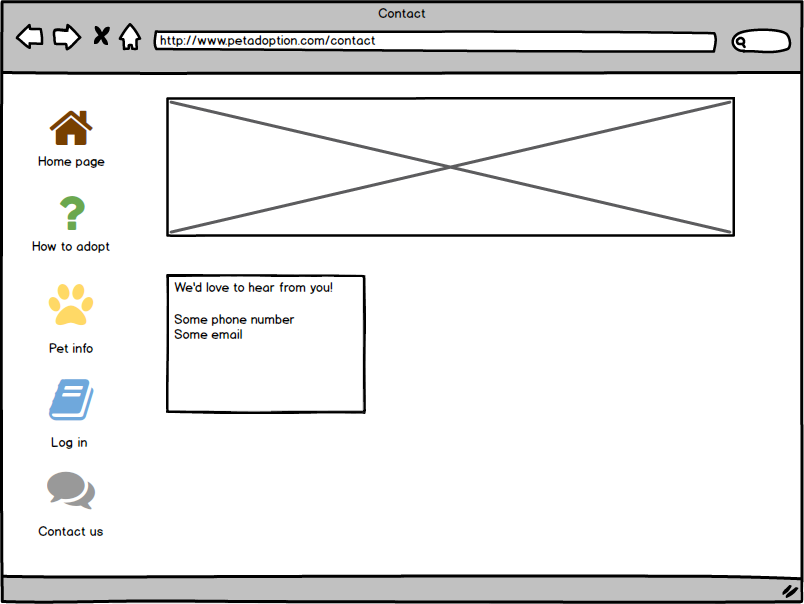 Contact
http://www.petadoption.com/contact
Home page
How to adopt
Pet info
Log in
Contact us
We'd love to hear from you!
Some phone number
Some email